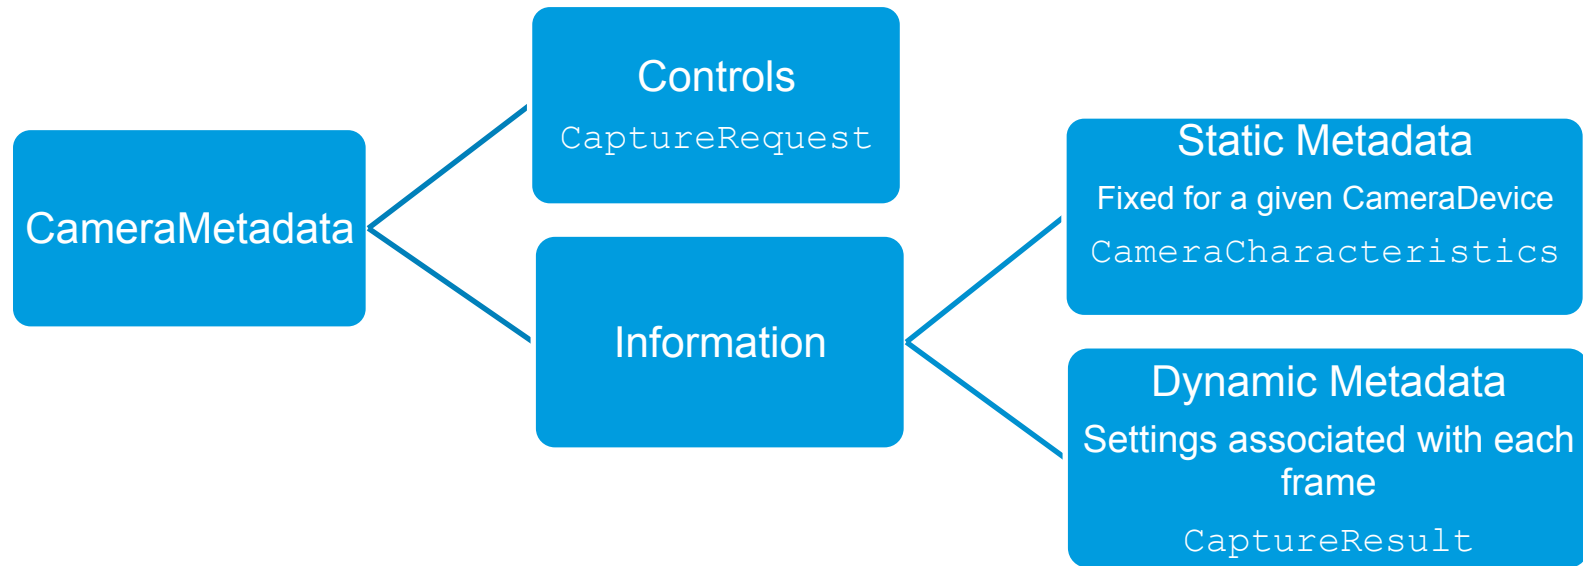 CameraMetadata
Controls
CaptureRequest
Information
Static Metadata
Fixed for a given CameraDevice
CameraCharacteristics
Dynamic Metadata
Settings associated with each
frame
CaptureResult